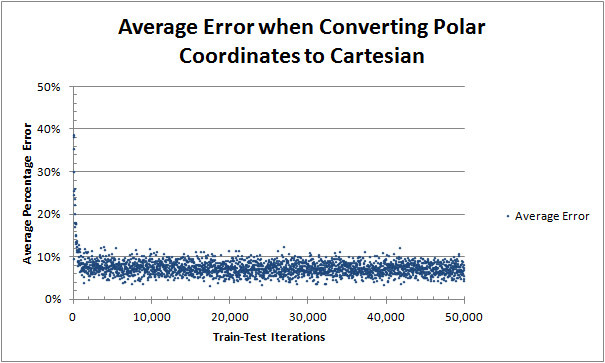 Average Error when Converting Polar
Coordinates to Cartesian
50%
40%
30%
20%
10%
0%
Average Percentage Error
0
10,000
20,000
30,000
40,000
50,000
Train-Test Iterations
Average Error